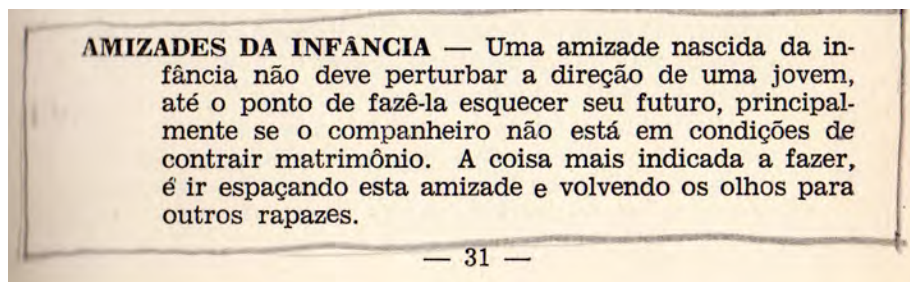 AMIZADES DA INFÂNCIA — Uma amizade nascida da in-
fância não deve perturbar a direção de uma jovem,
até o ponto de fazê-la esquecer seu futuro, principal-
mente se o companheiro não está em condições de
contrair matrimônio. A coisa mais indicada a fazer,
é ir espaçando esta amizade e volvendo os olhos para
outros rapazes.
— 31 —